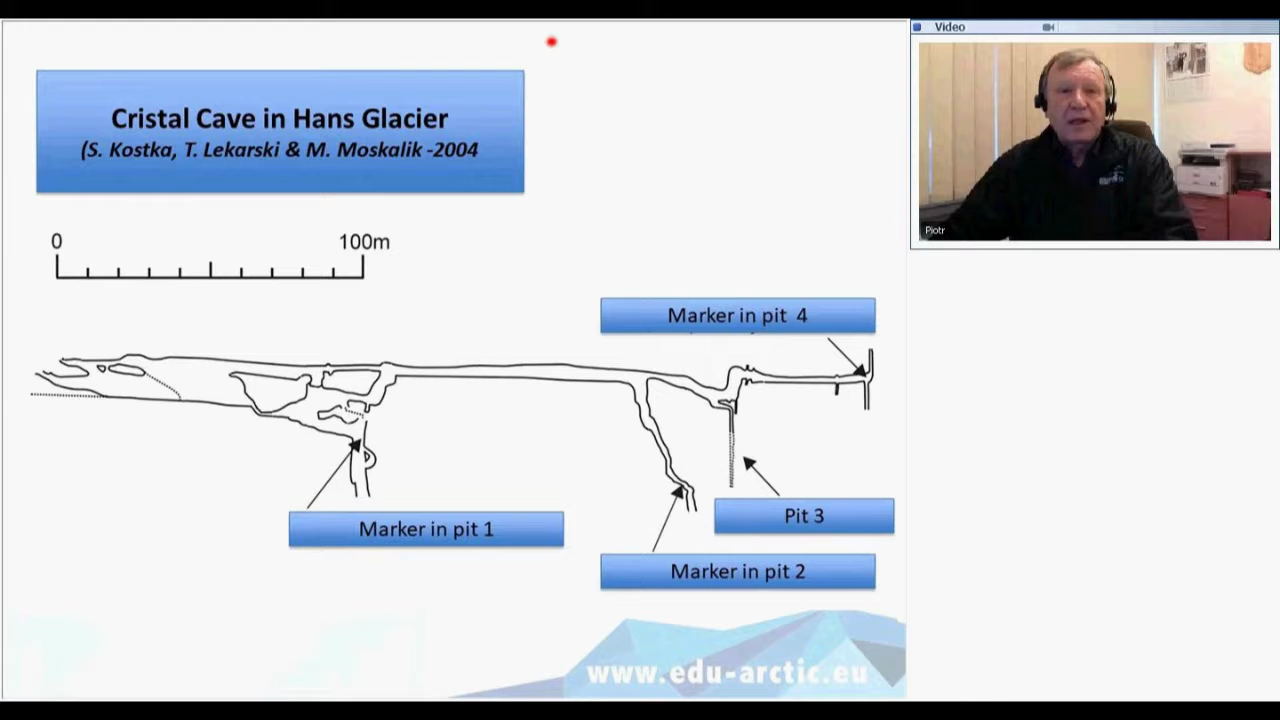 Video
Cristal Cave in Hans Glacier
(S. Kostka, T. Lekarski & M. Moskalik -2004
Piotr
0
100m
Marker in pit 4
Marker in pit 1
Pit 3
Marker in pit 2
www.edu-arctic.eu